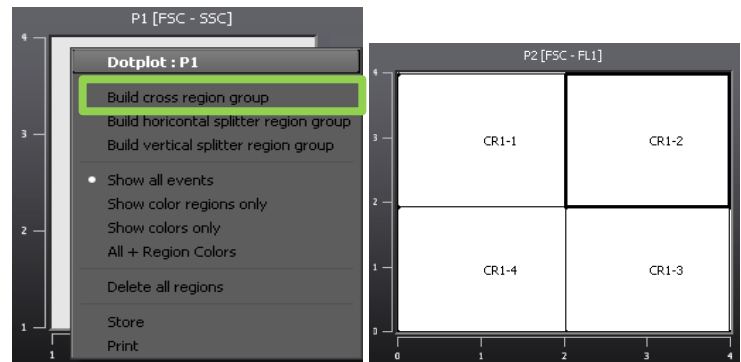 P1 [FSC - SSC]
4
Dotplot : P1
Build cross region group
3
Build horicontal splitter region group
Build vertical splitter region group
Show all events
Show color regions only
2
Show colors only
All + Region Colors
Delete all regions
Store
1
Print
1
P2 [FSC - FL1]
4
3
CR1-1
CR1-2
2
1
CR1-4
CR1-3
0
0
1
2
3
4